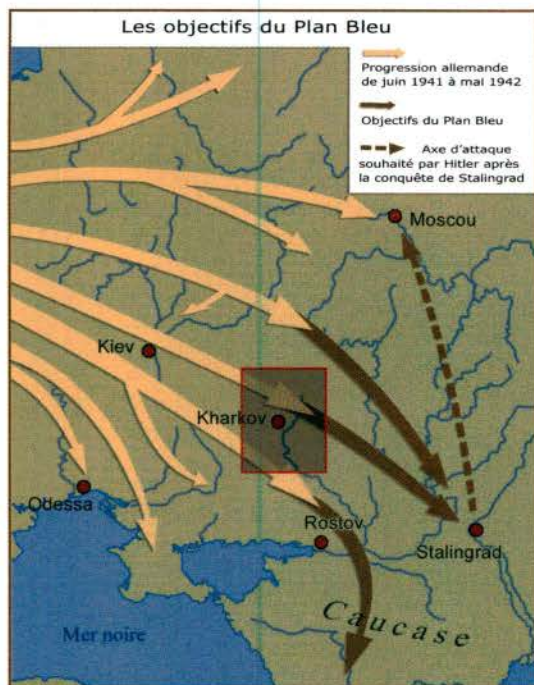 Les objectifs du Plan Bleu
Progression allemande
de juin 1941 à mai 1942
Objectifs du Plan Bleu
Axe d'attaque
souhaité par Hitler après
la conquête de Stalingrad
Moscou
Kiev
Kharkov
Odessa
Rostov
Stalingrad
Caucase
Mer noire